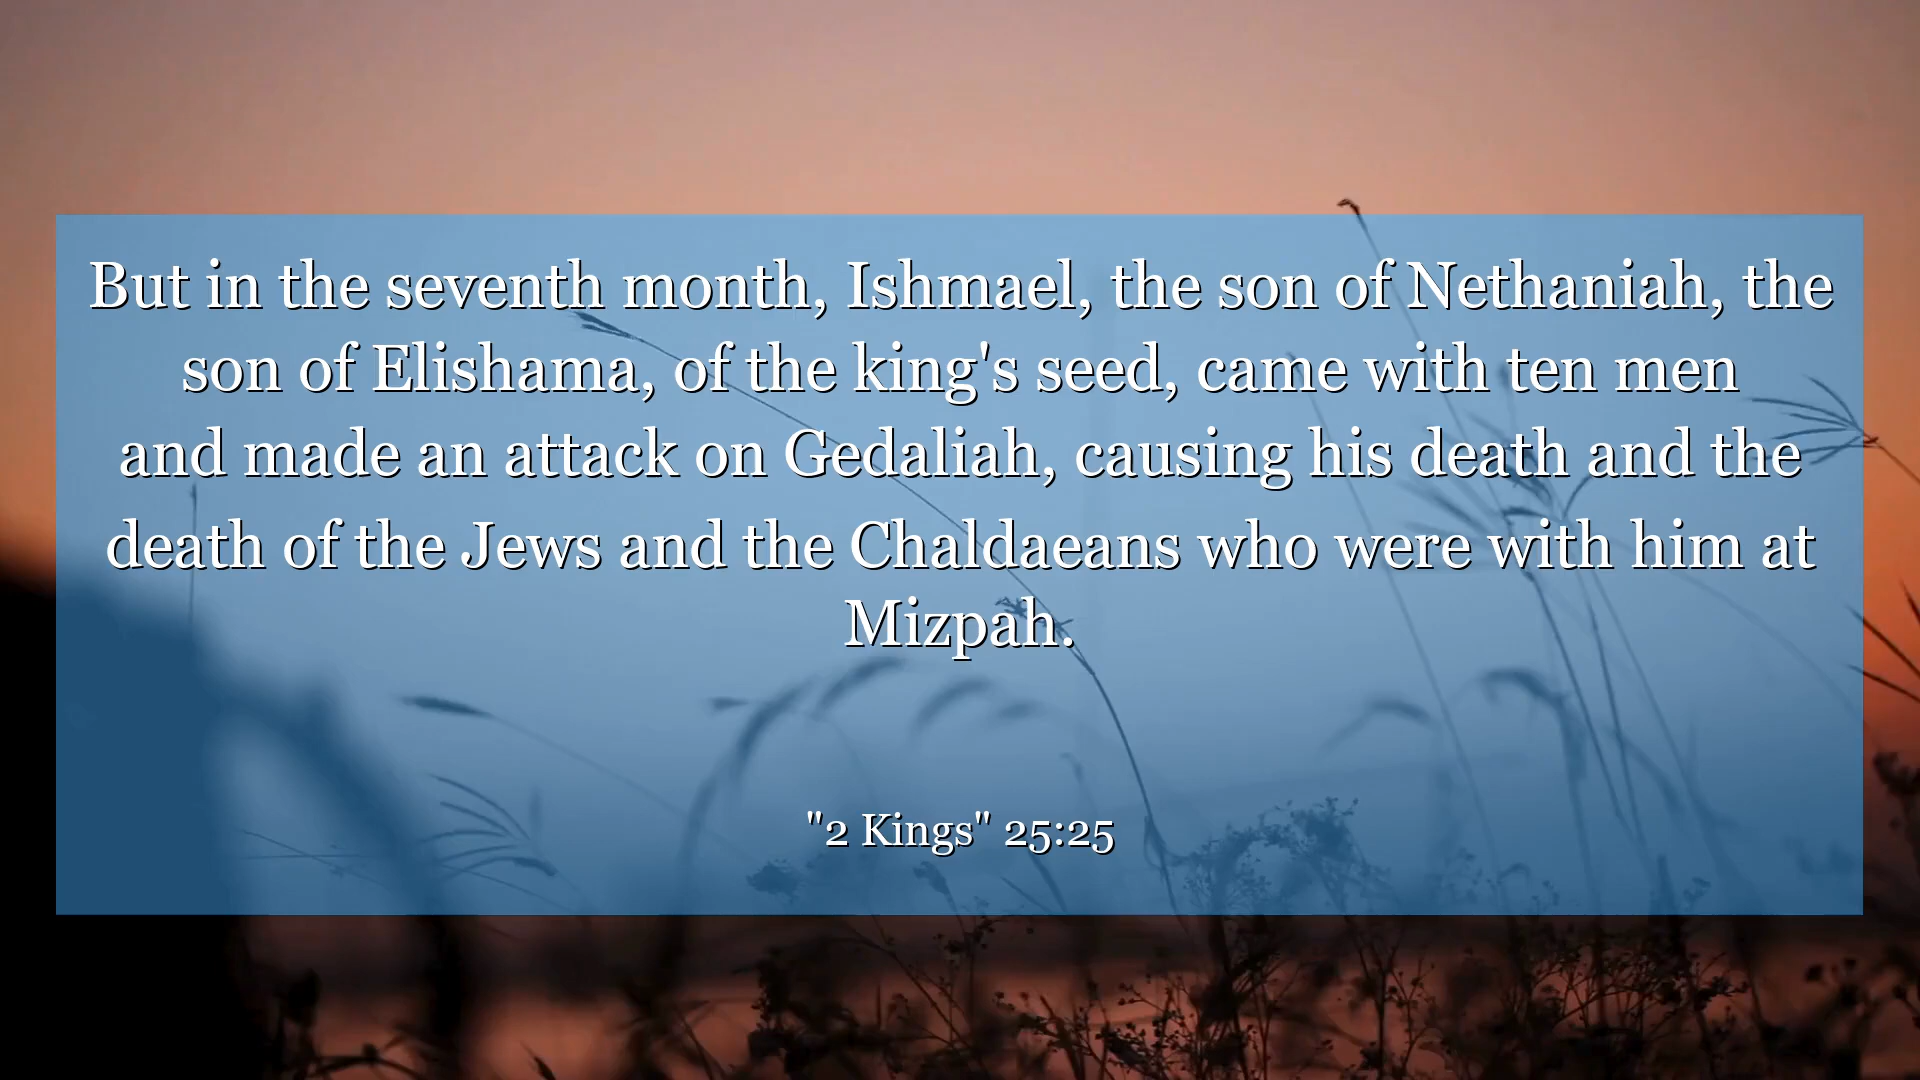 But in the seventh month, Ishmael, the son of Nethaniah, the
son of Elishama, of the king's seed, came with ten men
and made an attack on Gedaliah, causing his death and the
death of the Jews and the Chaldaeans who were with him at
Mizpah.
"2 Kings" 25:25